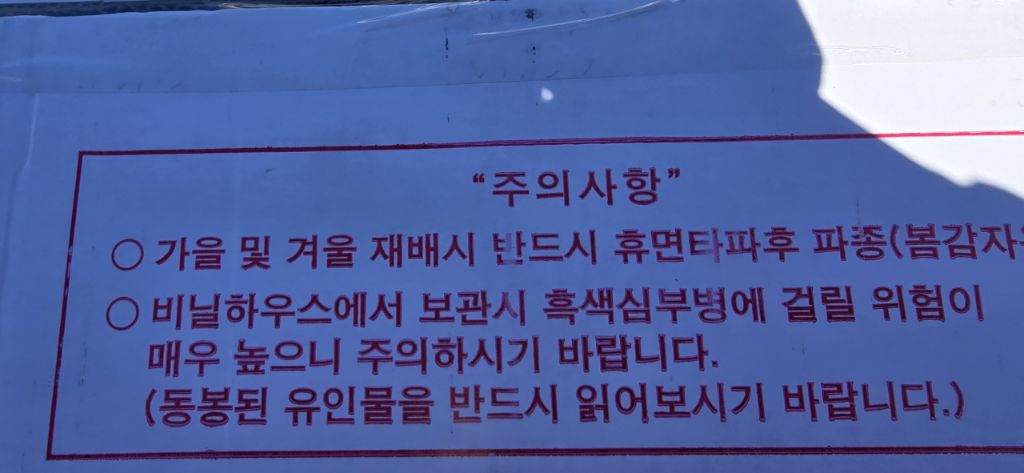 “주의사항”
○ 가을 및 겨울 재배시 반드시 휴면타파후 파종(봄감자
○ 비닐하우스에서 보관시 흑색심부병에 걸릴 위험이
매우 높으니 주의하시기 바랍니다.
(동봉된 유인물을 반드시 읽어보시기 바랍니다.)